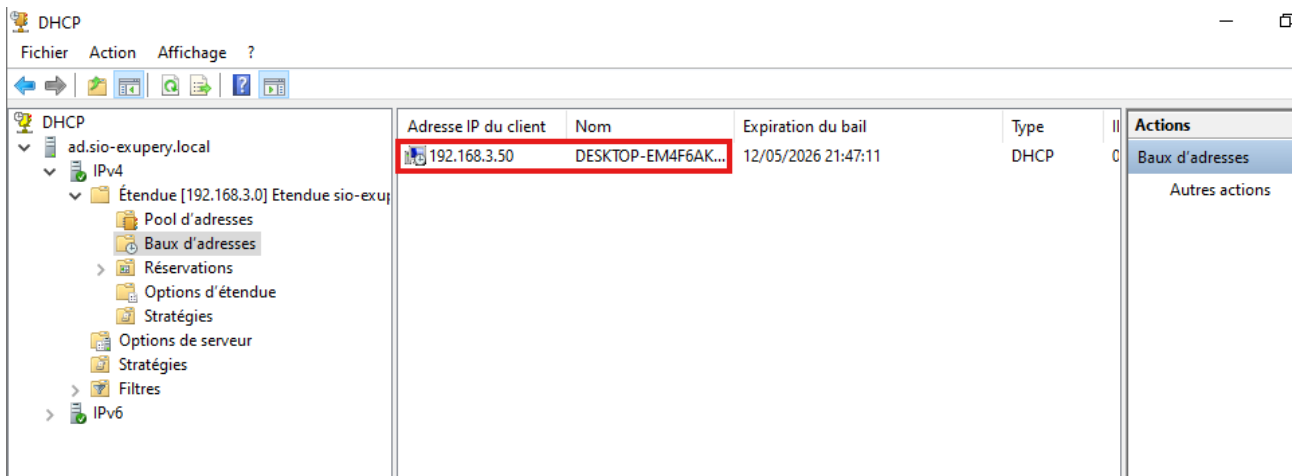 DHCP
Fichier Action Affichage ?
DHCP
ad.sio-exupery.local
IPv4
Étendue [192.168.3.0] Etendue sio-exup
Pool d'adresses
Baux d'adresses
Réservations
Options d'étendue
Stratégies
Options de serveur
Stratégies
Filtres
IPv6
Adresse IP du client Nom Expiration du bail Type
192.168.3.50 DESKTOP-EM4F6AK... 12/05/2026 21:47:11 DHCP
Actions
Baux d'adresses
Autres actions